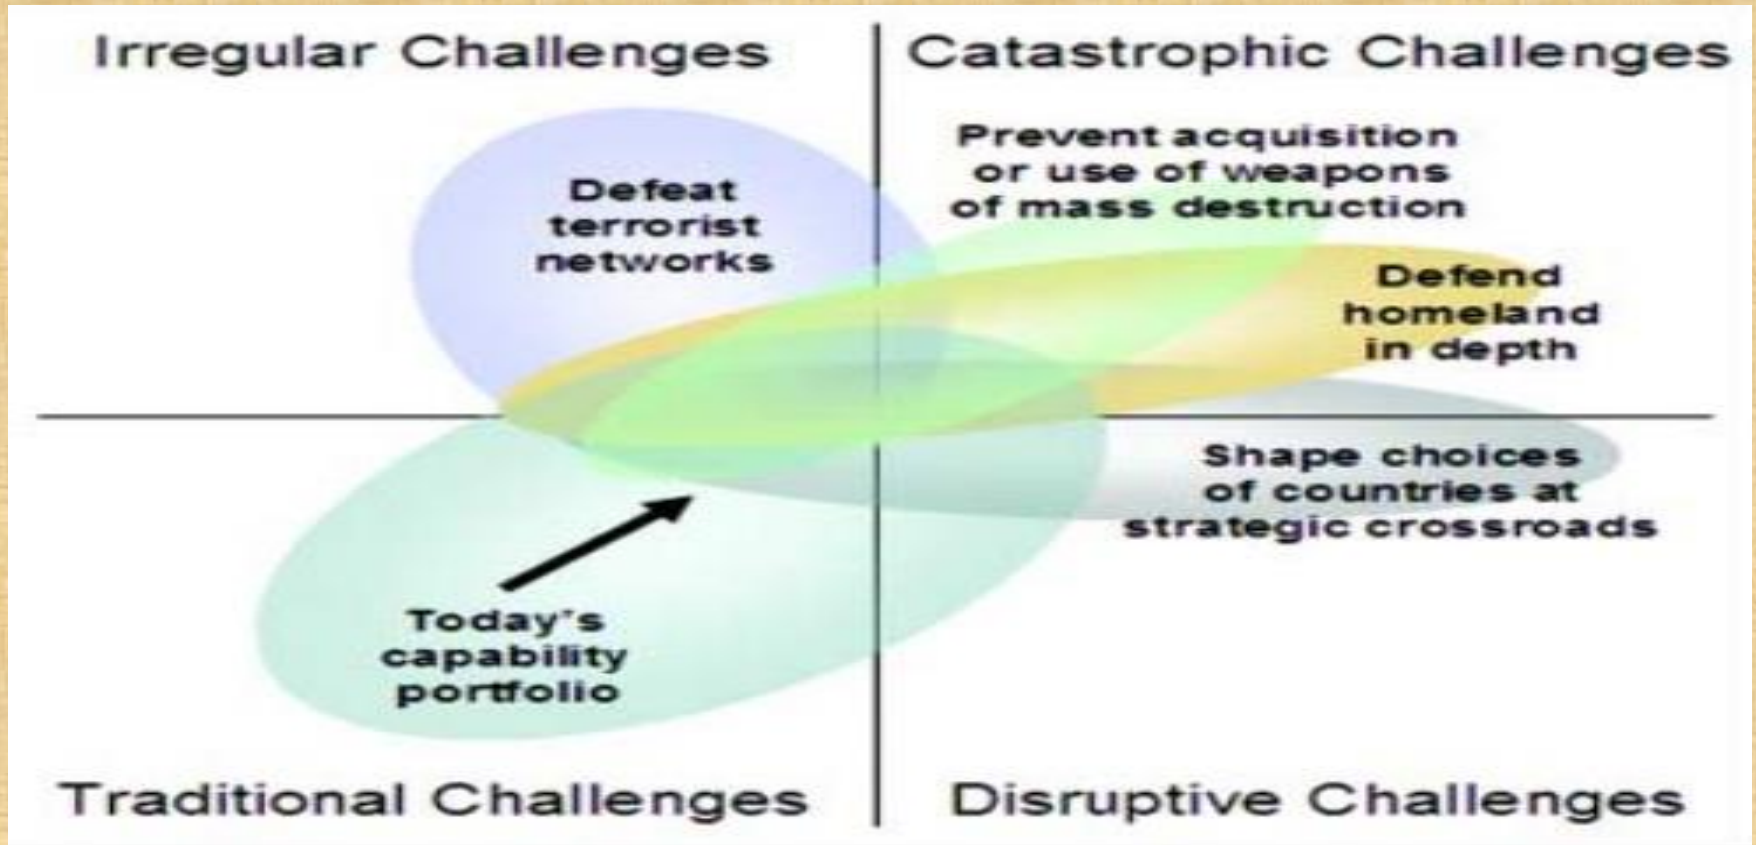 Irregular Challenges
Catastrophic Challenges
Defeat
terrorist
networks
Prevent acquisition
or use of weapons
of mass destruction
Defend
homeland
in depth
Shape choices
of countries at
strategic crossroads
Today's
capability
portfolio
Traditional Challenges
Disruptive Challenges